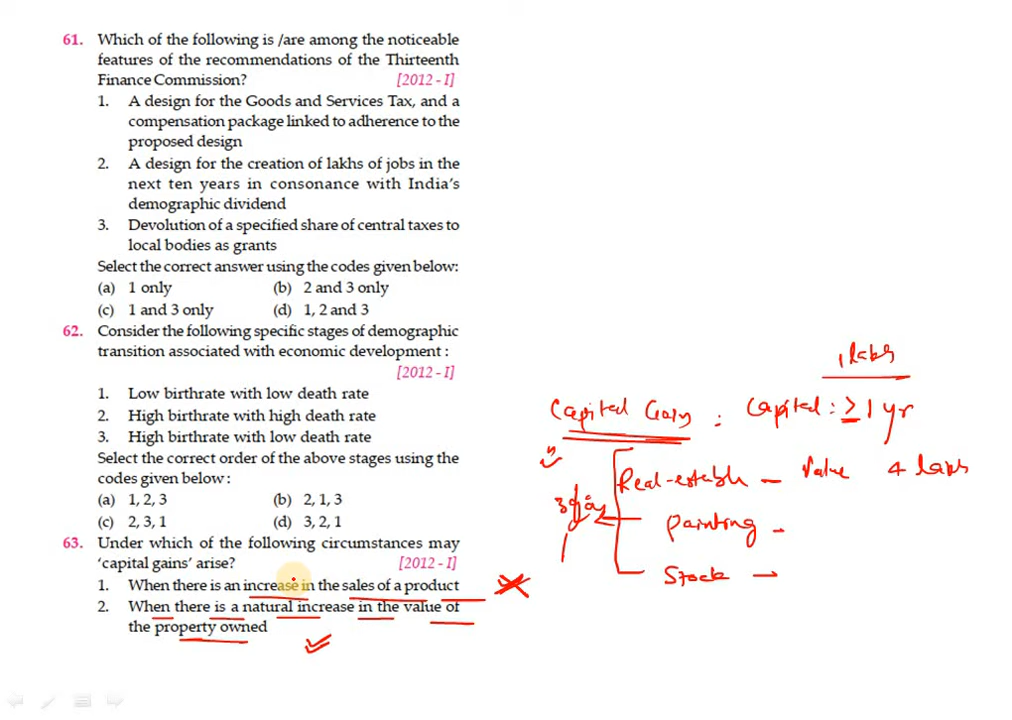 61. Which of the following is /are among the noticeable
features of the recommendations of the Thirteenth
Finance Commission? [2012 - I]
1. A design for the Goods and Services Tax, and a
compensation package linked to adherence to the
proposed design
2. A design for the creation of lakhs of jobs in the
next ten years in consonance with India's
demographic dividend
3. Devolution of a specified share of central taxes to
local bodies as grants
Select the correct answer using the codes given below:
(a) 1 only (b) 2 and 3 only
(c) 1 and 3 only (d) 1, 2 and 3
62. Consider the following specific stages of demographic
transition associated with economic development :
[2012 - I]
1. Low birthrate with low death rate
2. High birthrate with high death rate
3. High birthrate with low death rate
Select the correct order of the above stages using the
codes given below :
(a) 1, 2, 3 (b) 2, 1, 3
(c) 2, 3, 1 (d) 3, 2, 1
63. Under which of the following circumstances may
'capital gains' arise? [2012 - I]
1. When there is an increase in the sales of a product
2. When there is a natural increase in the value of
the property owned
1 lakh
Capital Gain : Capital : ≥ 1 yr
Real-estate – Value 4 lakh
Painting –
Stock –